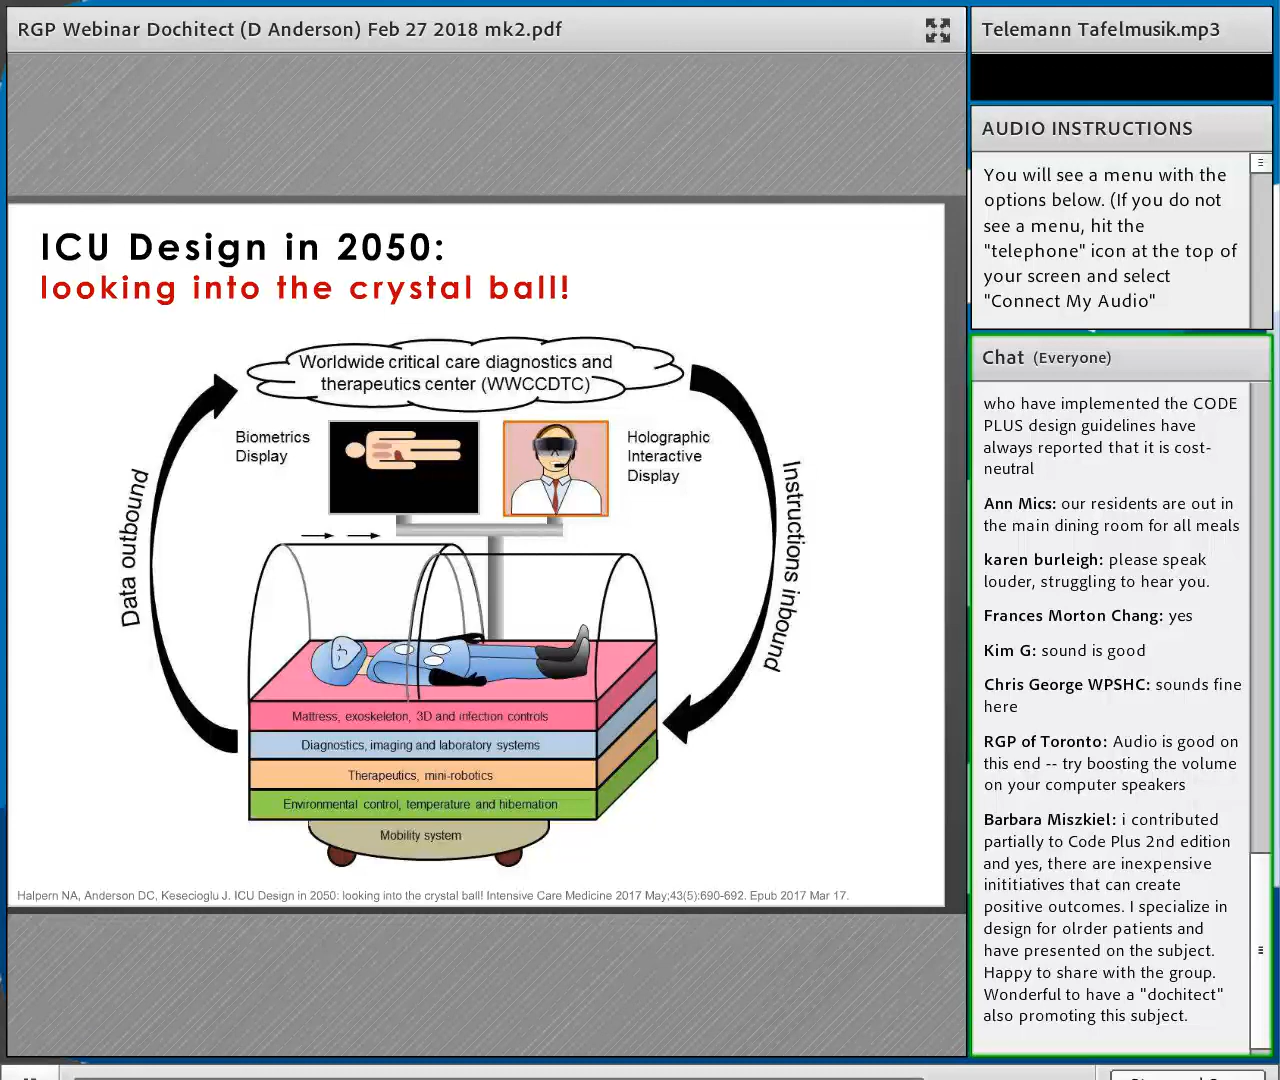 RGP Webinar Dochitect (D Anderson) Feb 27 2018 mk2.pdf
ICU Design in 2050:
looking into the crystal ball!
Worldwide critical care diagnostics and
therapeutics center (WWCCDTC)
Biometrics
Display
Holographic
Interactive
Display
Data outbound
Instructions inbound
Mattress, exoskeleton, 3D and infection controls
Diagnostics, imaging and laboratory systems
Therapeutics, mini-robotics
Environmental control, temperature and hibernation
Mobility system
Halpern NA, Anderson DC, Kesecioglu J. ICU Design in 2050: looking into the crystal ball! Intensive Care Medicine 2017 May;43(5):690-692. Epub 2017 Mar 17.
Telemann Tafelmusik.mp3
AUDIO INSTRUCTIONS
You will see a menu with the
options below. (If you do not
see a menu, hit the
"telephone" icon at the top of
your screen and select
"Connect My Audio"
Chat (Everyone)
who have implemented the CODE
PLUS design guidelines have
always reported that it is cost-
neutral
Ann Mics: our residents are out in
the main dining room for all meals
karen burleigh: please speak
louder, struggling to hear you.
Frances Morton Chang: yes
Kim G: sound is good
Chris George WPSHC: sounds fine
here
RGP of Toronto: Audio is good on
this end -- try boosting the volume
on your computer speakers
Barbara Miszkiel: i contributed
partially to Code Plus 2nd edition
and yes, there are inexpensive
inititiatives that can create
positive outcomes. I specialize in
design for olrder patients and
have presented on the subject.
Happy to share with the group.
Wonderful to have a "dochitect"
also promoting this subject.